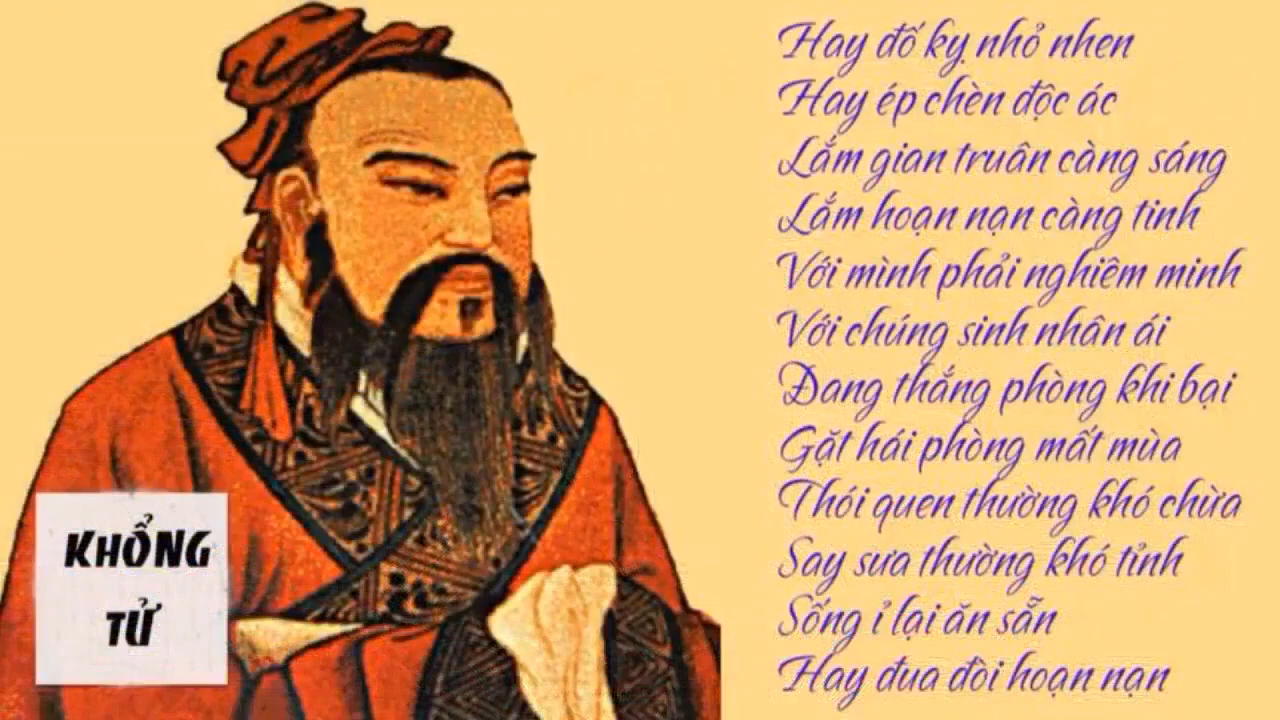 KHỔNG
TỬ
Hay đố kỵ nhỏ nhen
Hay ép chèn độc ác
Lắm gian truân càng sáng
Lắm hoạn nạn càng tinh
Với mình phải nghiêm minh
Với chúng sinh nhân ái
Đang thắng phòng khi bại
Gặt hái phòng mất mùa
Thói quen thường khó chừa
Say sưa thường khó tỉnh
Sống ỉ lại ăn sẵn
Hay đua đòi hoạn nạn